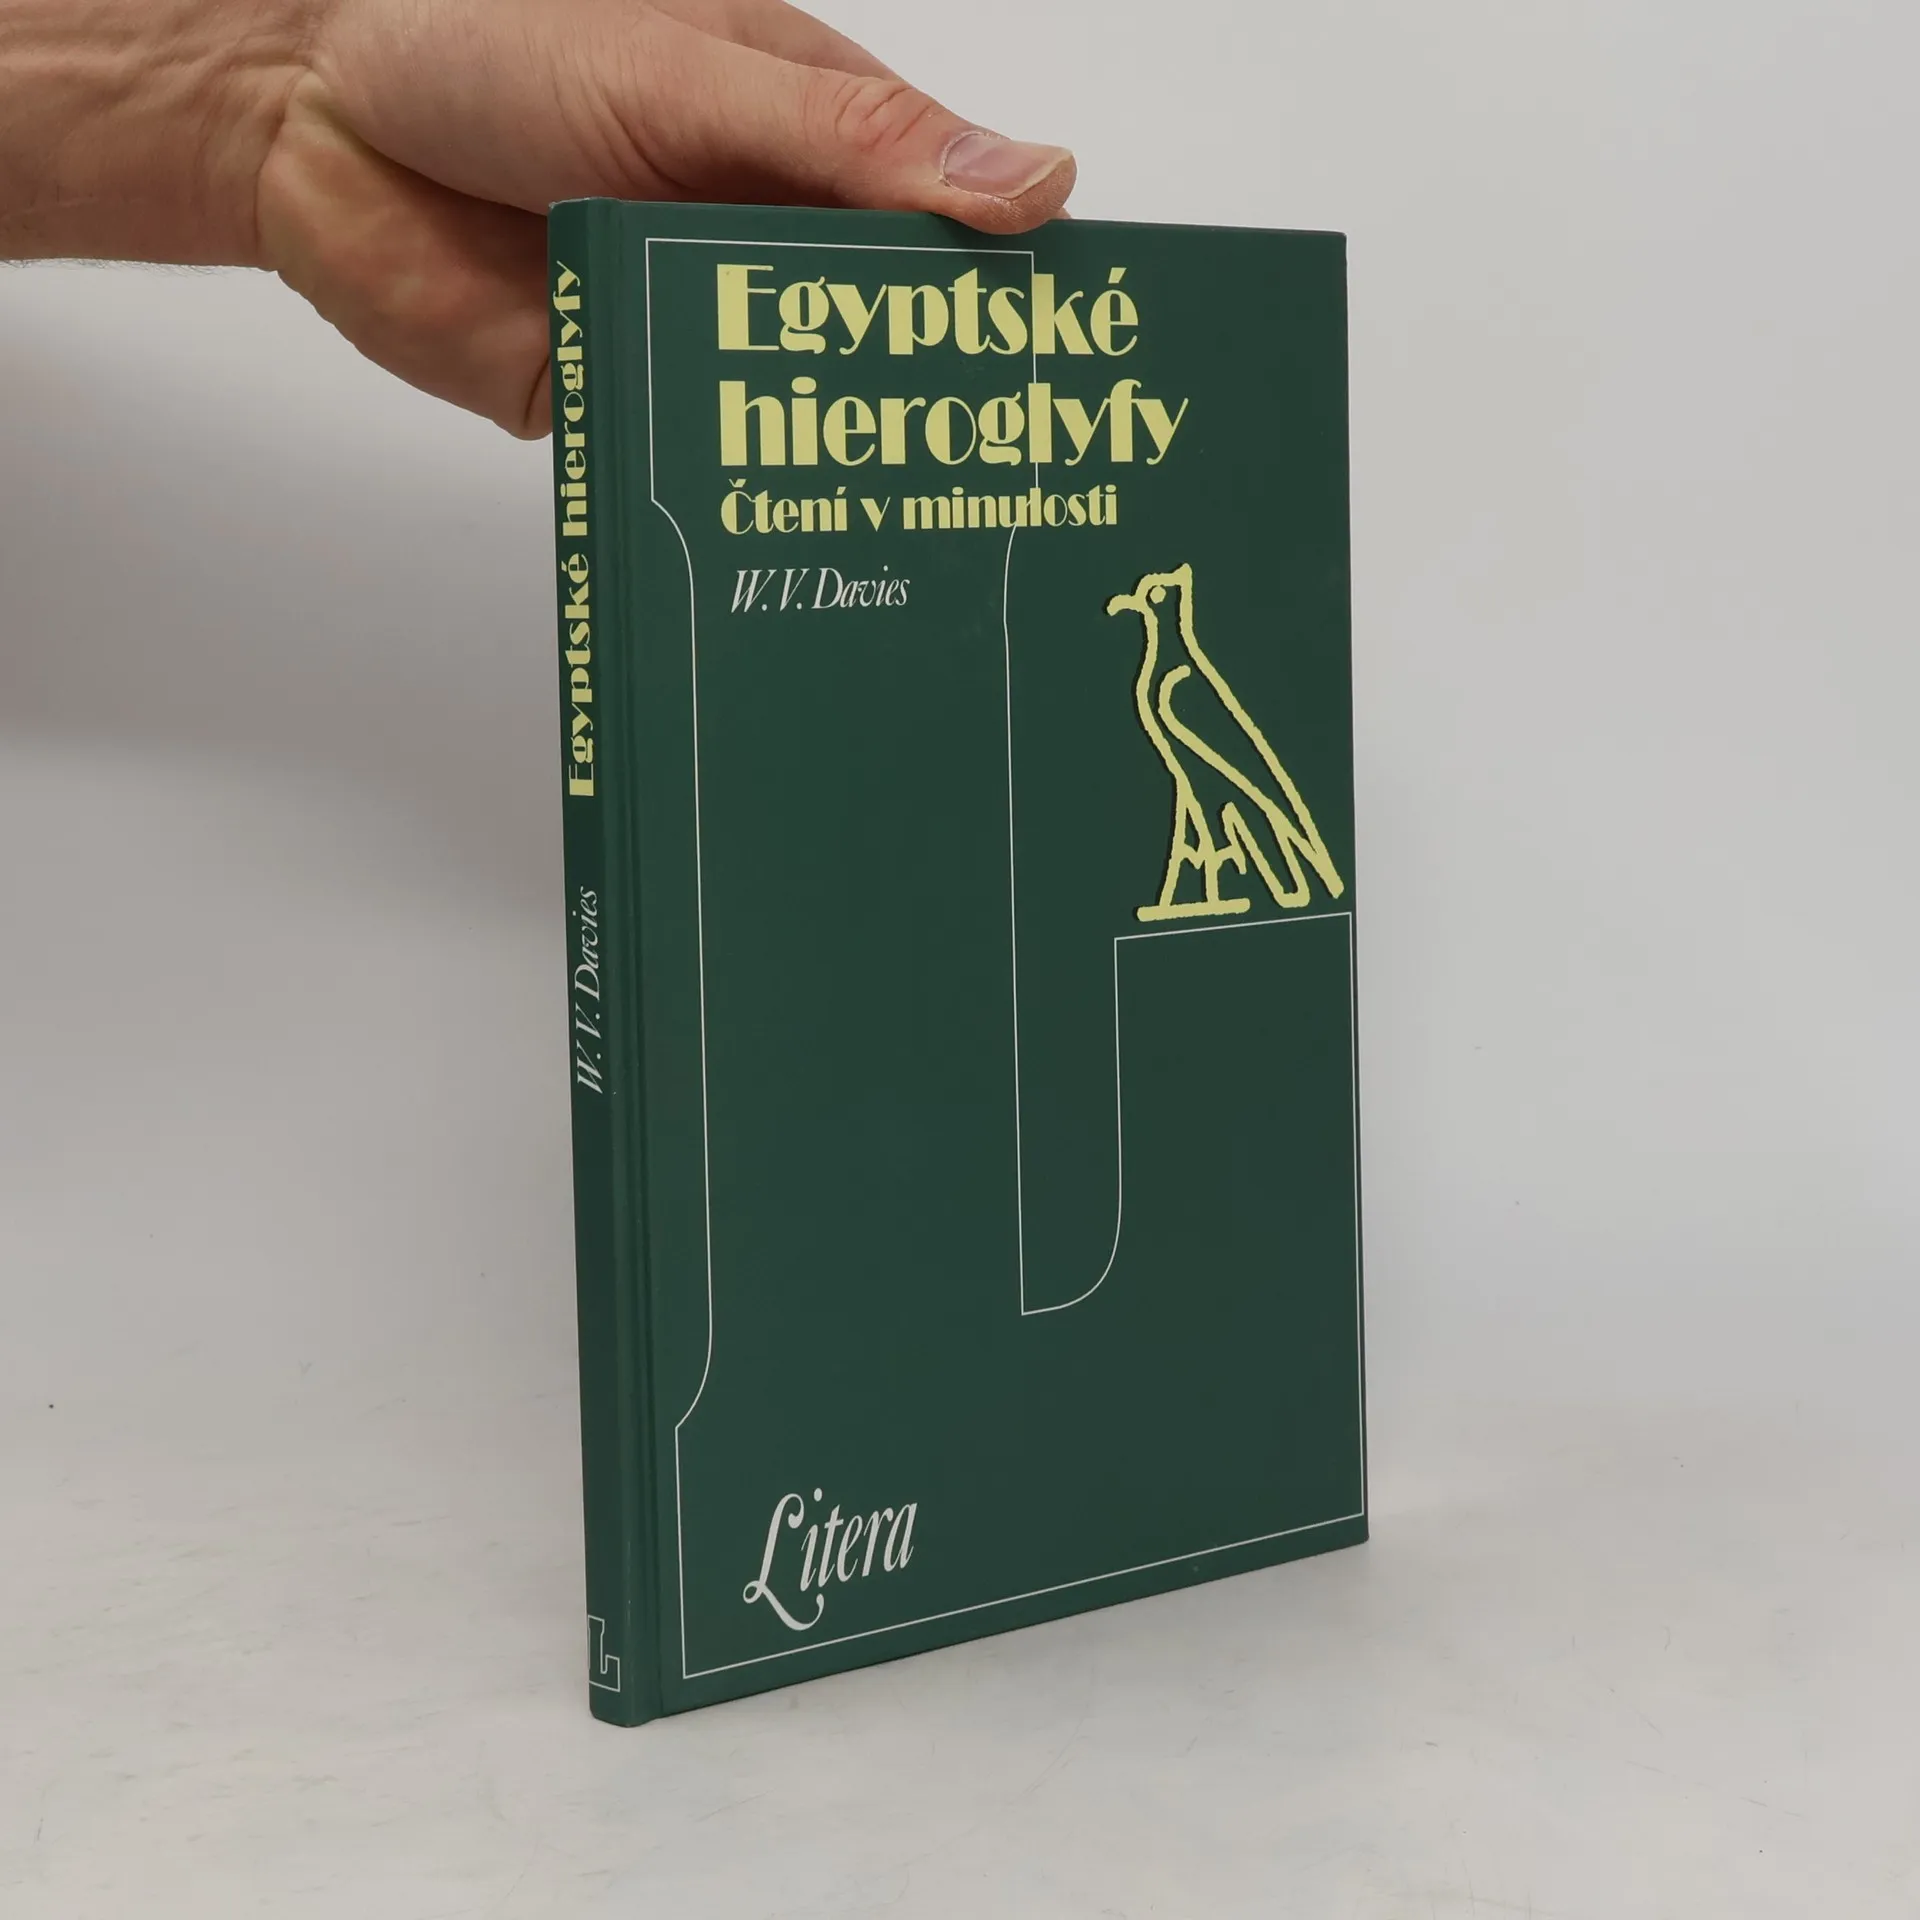 Egyptské
hieroglyfy
Čtení v minulosti
W. V. Davies
Litera
Egyptské hieroglyfy
W. V. Davies
L